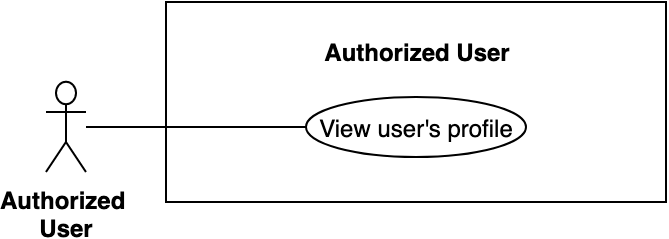 Authorized User
View user's profile
Authorized
User